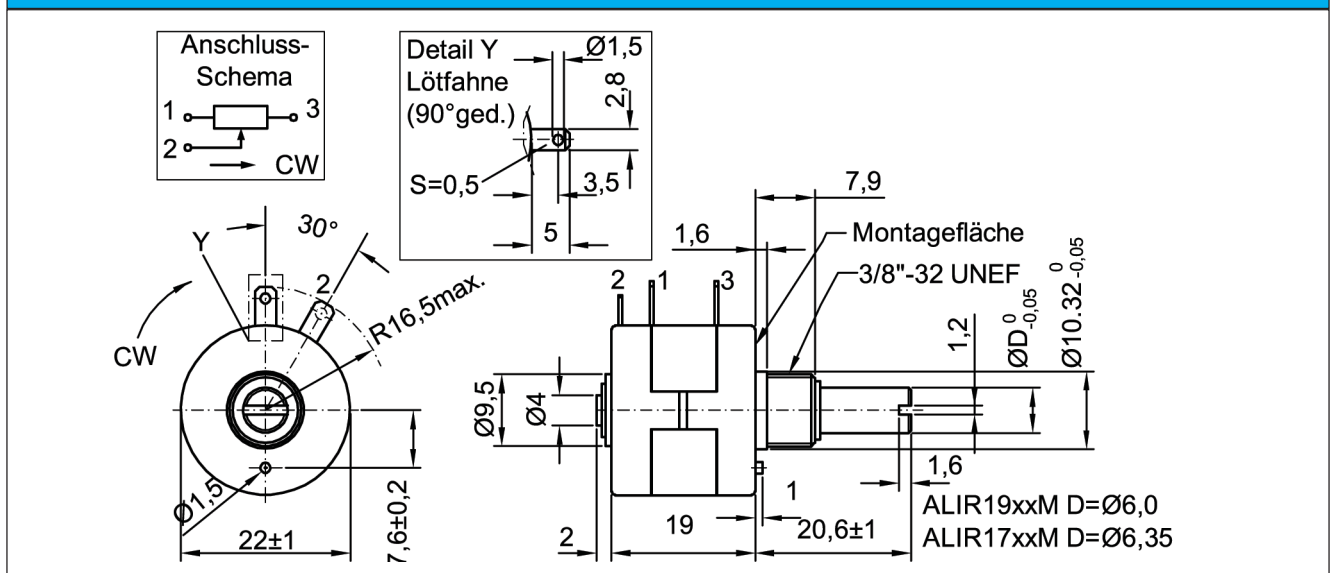 Anschluss-
Schema
1
3
2
CW
Detail Y
Lötfahne
(90°ged.)
Ø1,5
2,8
S=0,5
3,5
5
Y
30°
2
R16,5max.
CW
Ø1,5
22±1
7,6±0,2
7,9
1,6
Montagefläche
3/8"-32 UNEF
2
1
3
Ø9,5
Ø4
1,2
ØD 0 -0,05
Ø10.32 0 -0,05
1,6
1
2
19
20,6±1
ALIR19xxM D=Ø6,0
ALIR17xxM D=Ø6,35